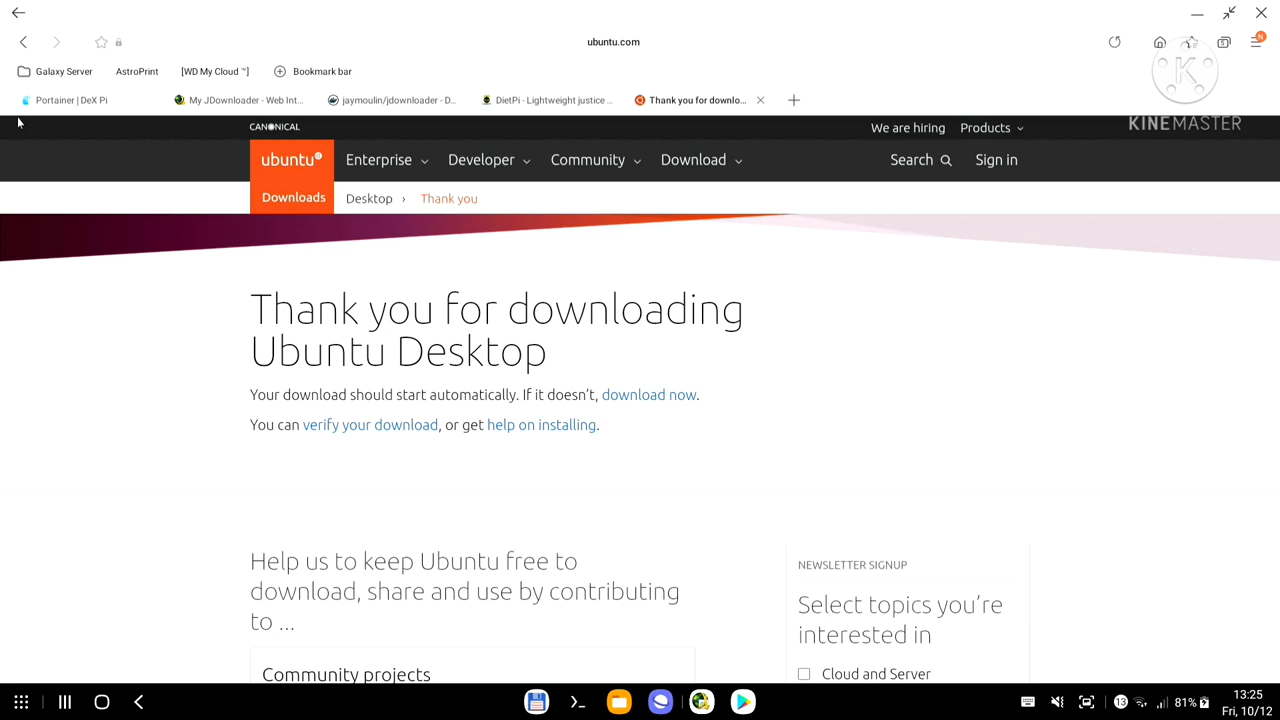 ubuntu.com
Galaxy Server AstroPrint [WD My Cloud ™] Bookmark bar
Portainer | DeX Pi My JDownloader - Web Int... jaymoulin/jdownloader - D... DietPi - Lightweight justice ... Thank you for downlo...
KINEMASTER
CANONICAL We are hiring Products
ubuntu Enterprise Developer Community Download Search Sign in
Downloads Desktop › Thank you
Thank you for downloading
Ubuntu Desktop
Your download should start automatically. If it doesn’t, download now.
You can verify your download, or get help on installing.
Help us to keep Ubuntu free to
download, share and use by contributing
to ...
NEWSLETTER SIGNUP
Select topics you’re
interested in
Community projects
Cloud and Server
13 81% 13:25
Fri, 10/12